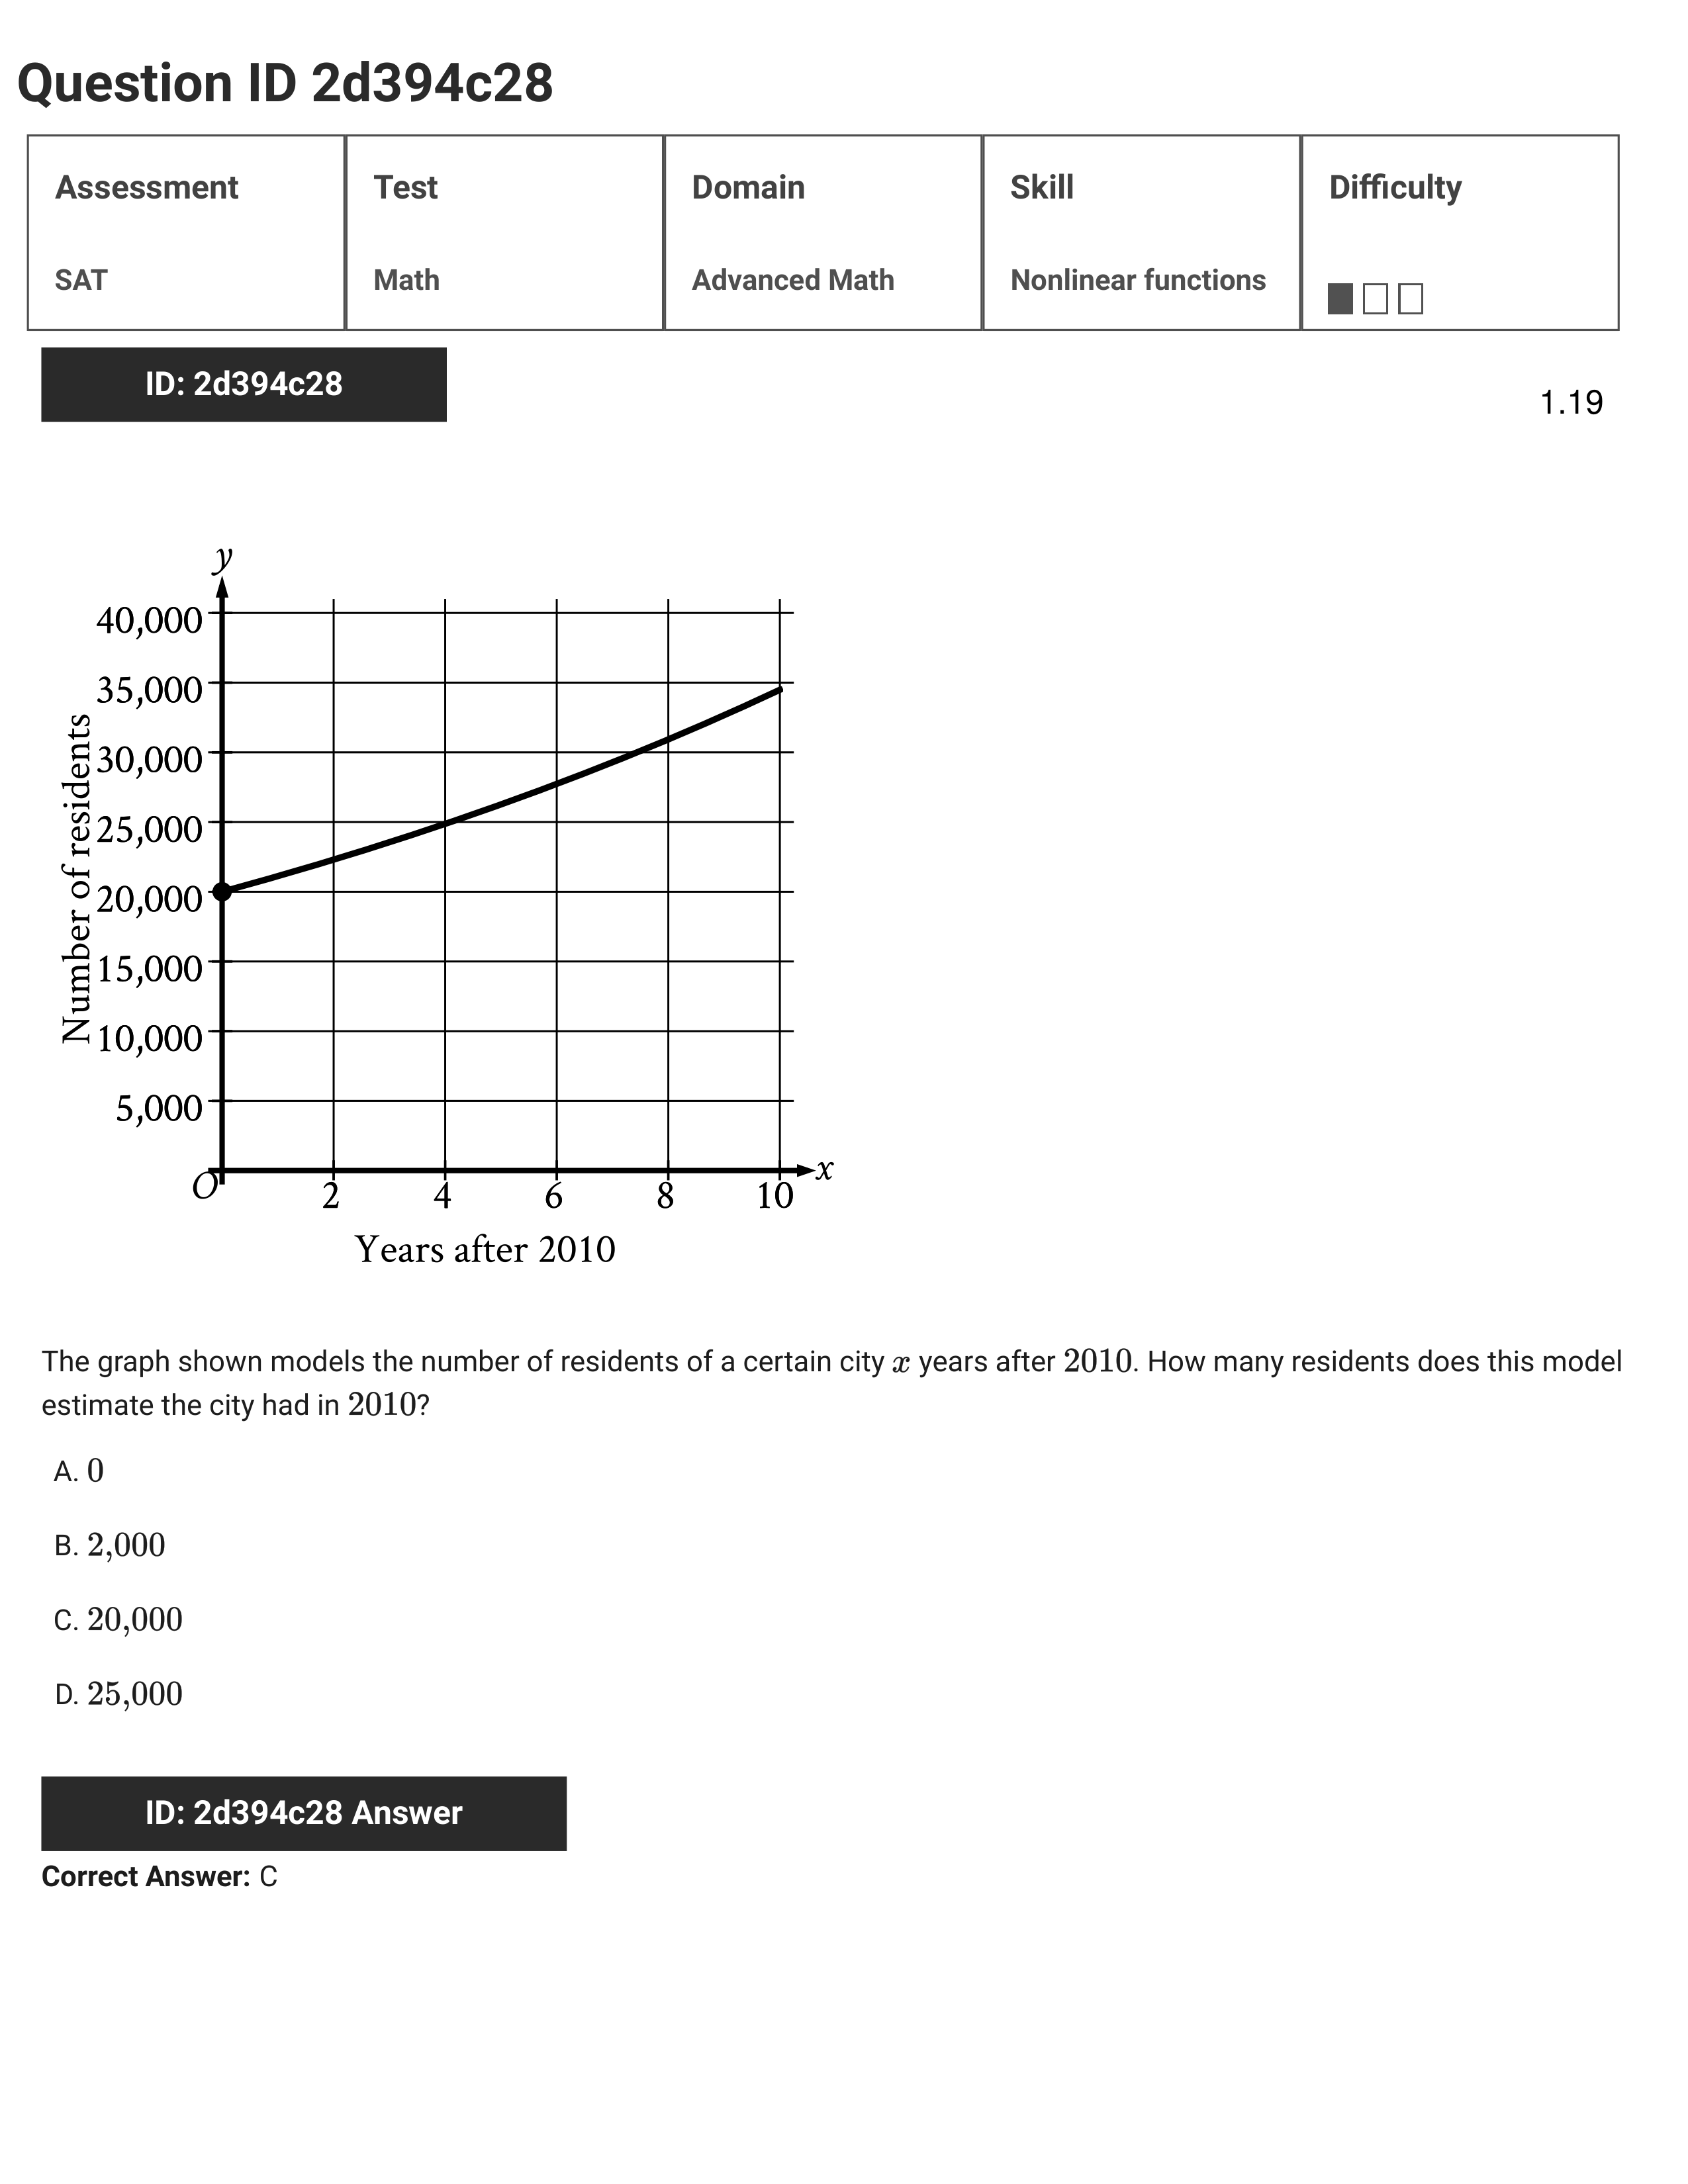 Question ID 2d394c28
Assessment Test Domain Skill Difficulty
SAT Math Advanced Math Nonlinear functions
ID: 2d394c28
1.19
y
40,000
35,000
30,000
25,000
20,000
15,000
10,000
5,000
Number of residents
O 2 4 6 8 10 x
Years after 2010
The graph shown models the number of residents of a certain city x years after 2010. How many residents does this model
estimate the city had in 2010?
A. 0
B. 2,000
C. 20,000
D. 25,000
ID: 2d394c28 Answer
Correct Answer: C